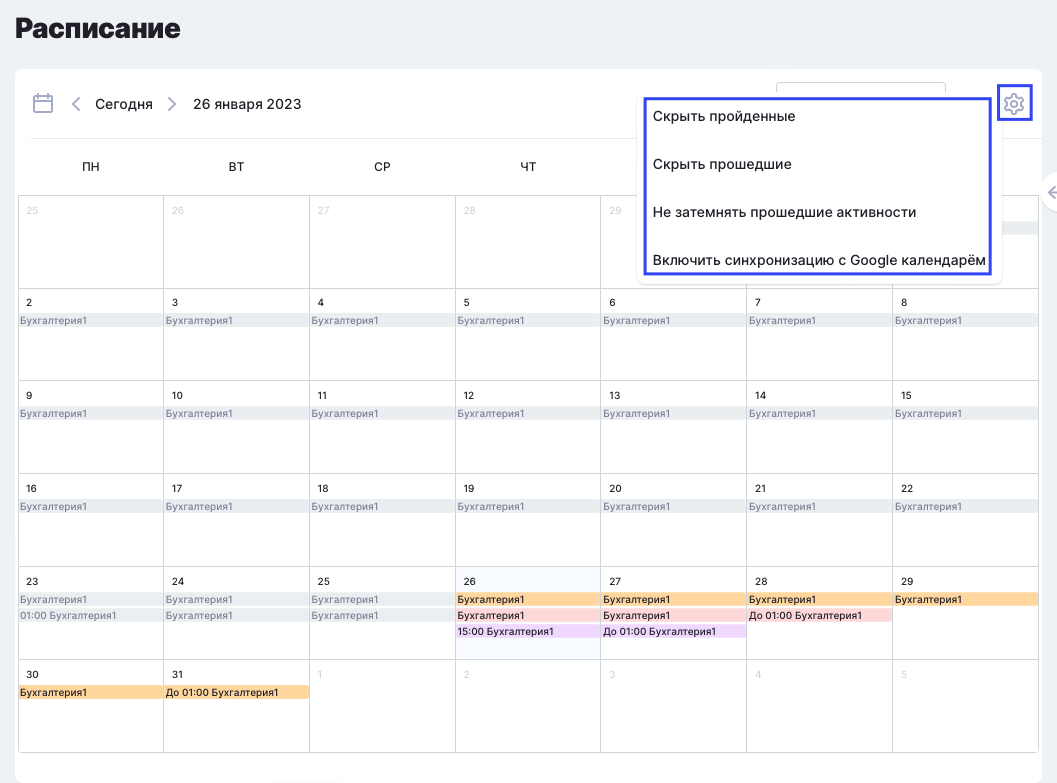 Расписание
Сегодня 26 января 2023
Скрыть пройденные
Скрыть прошедшие
Не затемнять прошедшие активности
Включить синхронизацию с Google календарём
ПН ВТ СР ЧТ
25 26 27 28 29
2 3 4 5 6 7 8
Бухгалтерия1 Бухгалтерия1 Бухгалтерия1 Бухгалтерия1 Бухгалтерия1 Бухгалтерия1 Бухгалтерия1
9 10 11 12 13 14 15
Бухгалтерия1 Бухгалтерия1 Бухгалтерия1 Бухгалтерия1 Бухгалтерия1 Бухгалтерия1 Бухгалтерия1
16 17 18 19 20 21 22
Бухгалтерия1 Бухгалтерия1 Бухгалтерия1 Бухгалтерия1 Бухгалтерия1 Бухгалтерия1 Бухгалтерия1
23 24 25 26 27 28 29
Бухгалтерия1 Бухгалтерия1 Бухгалтерия1 Бухгалтерия1 Бухгалтерия1 Бухгалтерия1 Бухгалтерия1
01:00 Бухгалтерия1 Бухгалтерия1 Бухгалтерия1 Бухгалтерия1 Бухгалтерия1 До 01:00 Бухгалтерия1
15:00 Бухгалтерия1 До 01:00 Бухгалтерия1
30 31 1 2 3 4 5
Бухгалтерия1 До 01:00 Бухгалтерия1